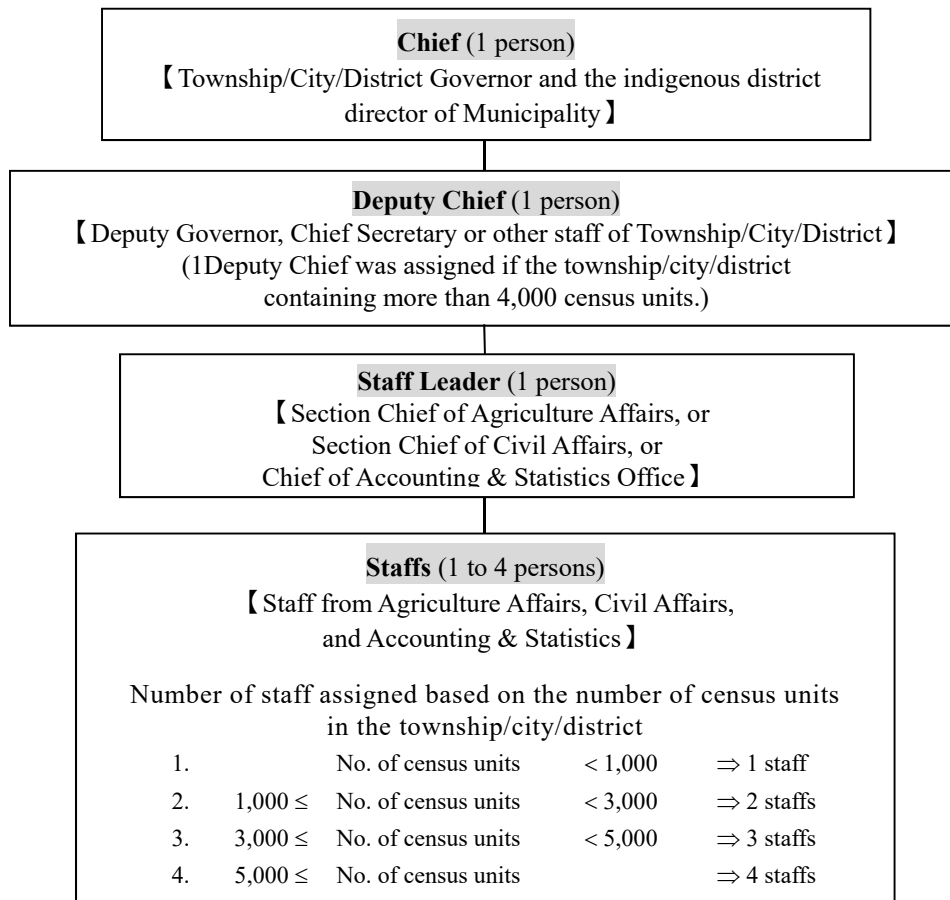 Chief (1 person)
【Township/City/District Governor and the indigenous district
director of Municipality】
Deputy Chief (1 person)
【Deputy Governor, Chief Secretary or other staff of Township/City/District】
(1Deputy Chief was assigned if the township/city/district
containing more than 4,000 census units.)
Staff Leader (1 person)
【Section Chief of Agriculture Affairs, or
Section Chief of Civil Affairs, or
Chief of Accounting & Statistics Office】
Staffs (1 to 4 persons)
【Staff from Agriculture Affairs, Civil Affairs,
and Accounting & Statistics】
Number of staff assigned based on the number of census units
in the township/city/district
1. No. of census units < 1,000 ⇒ 1 staff
2. 1,000 ≤ No. of census units < 3,000 ⇒ 2 staffs
3. 3,000 ≤ No. of census units < 5,000 ⇒ 3 staffs
4. 5,000 ≤ No. of census units ⇒ 4 staffs